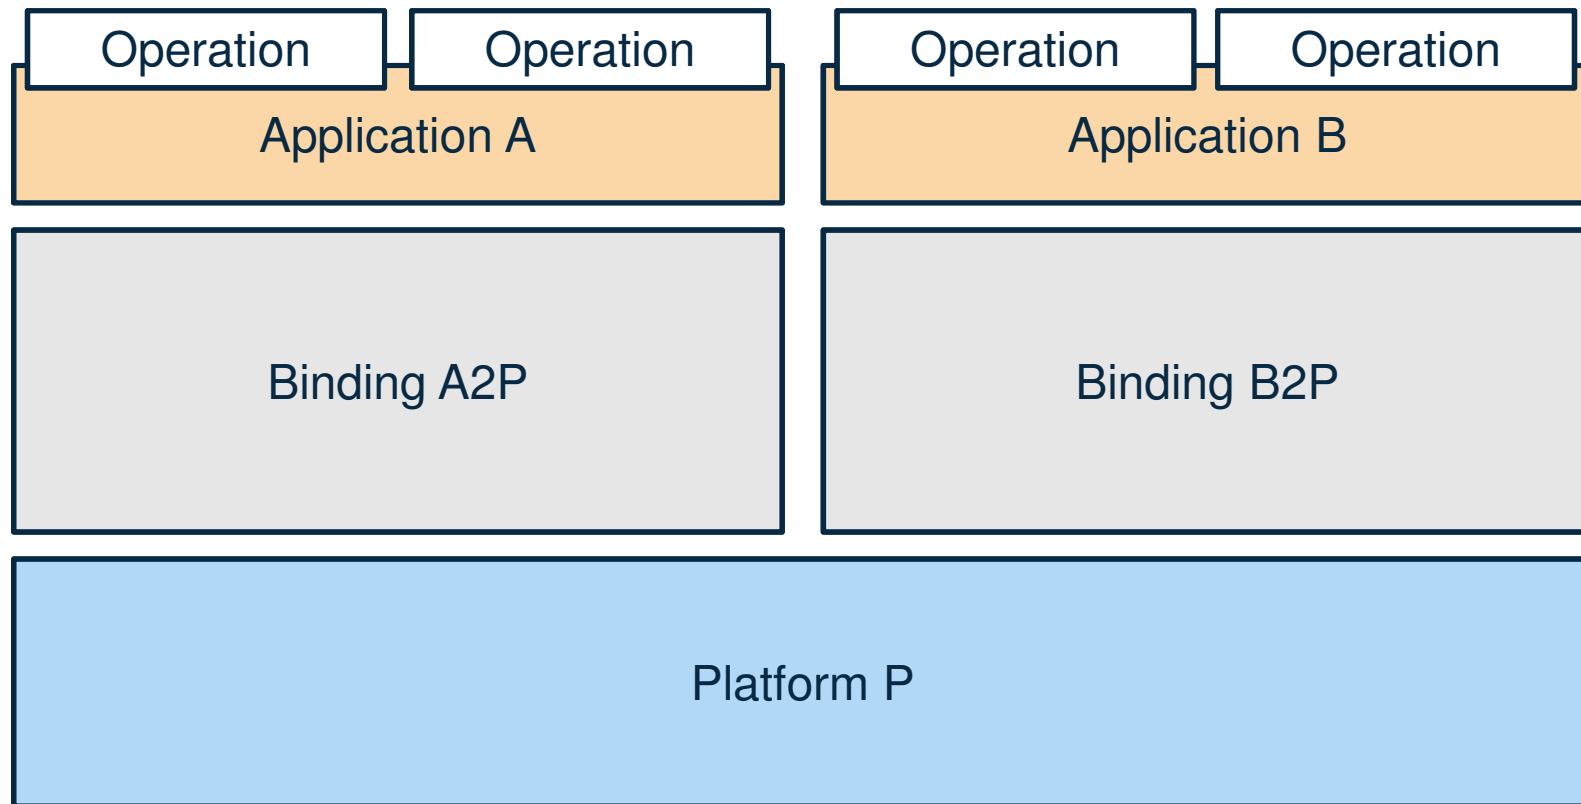 Operation Operation Operation Operation
Application A Application B
Binding A2P Binding B2P
Platform P